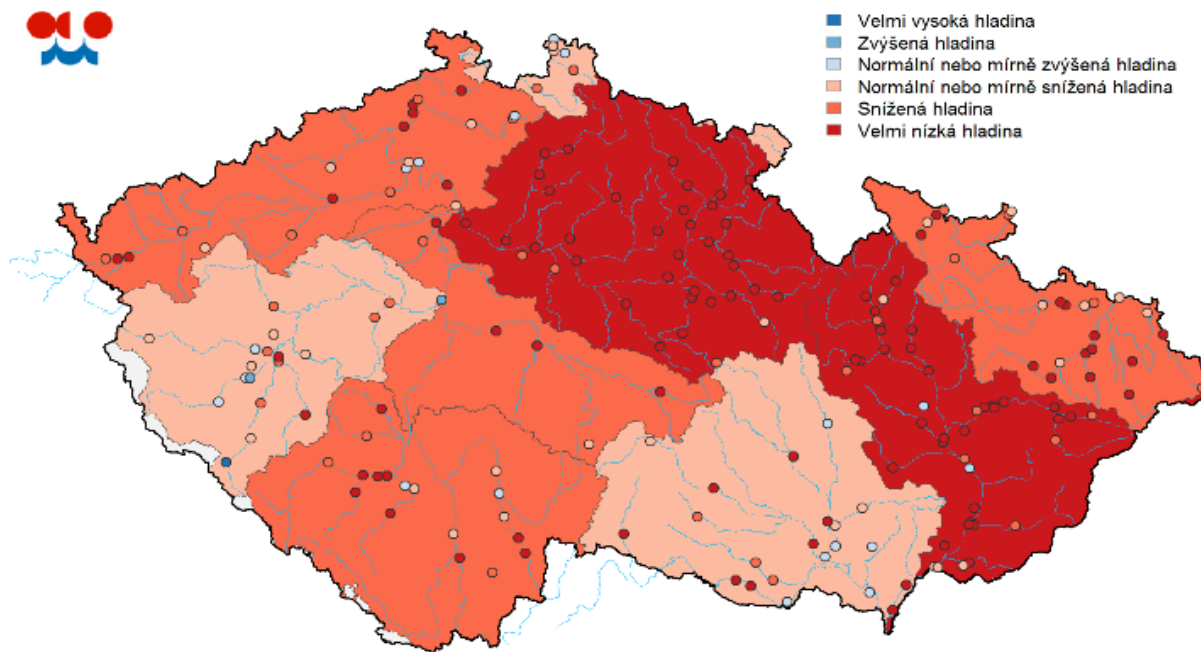 Velmi vysoká hladina
Zvýšená hladina
Normální nebo mírně zvýšená hladina
Normální nebo mírně snížená hladina
Snížená hladina
Velmi nízká hladina